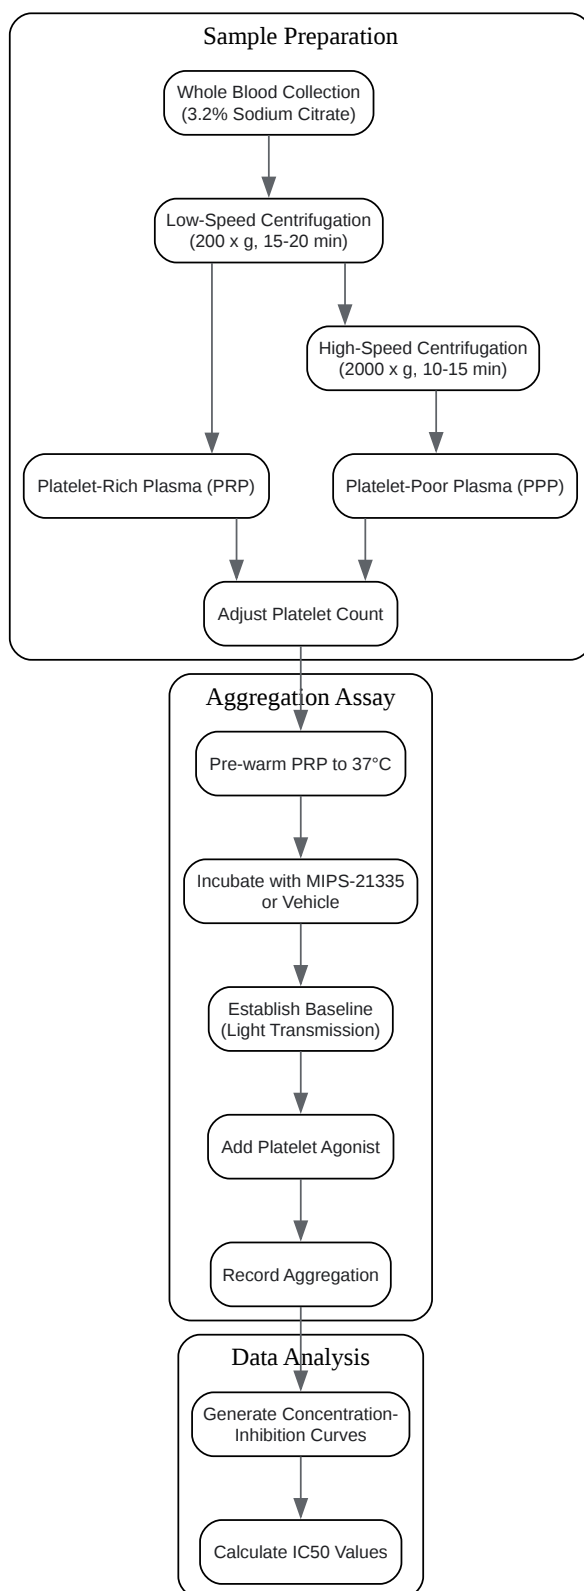 Sample Preparation
Whole Blood Collection
(3.2% Sodium Citrate)
Low-Speed Centrifugation
(200 x g, 15-20 min)
High-Speed Centrifugation
(2000 x g, 10-15 min)
Platelet-Rich Plasma (PRP)
Platelet-Poor Plasma (PPP)
Adjust Platelet Count
Aggregation Assay
Pre-warm PRP to 37°C
Incubate with MIPS-21335
or Vehicle
Establish Baseline
(Light Transmission)
Add Platelet Agonist
Record Aggregation
Data Analysis
Generate Concentration-
Inhibition Curves
Calculate IC50 Values